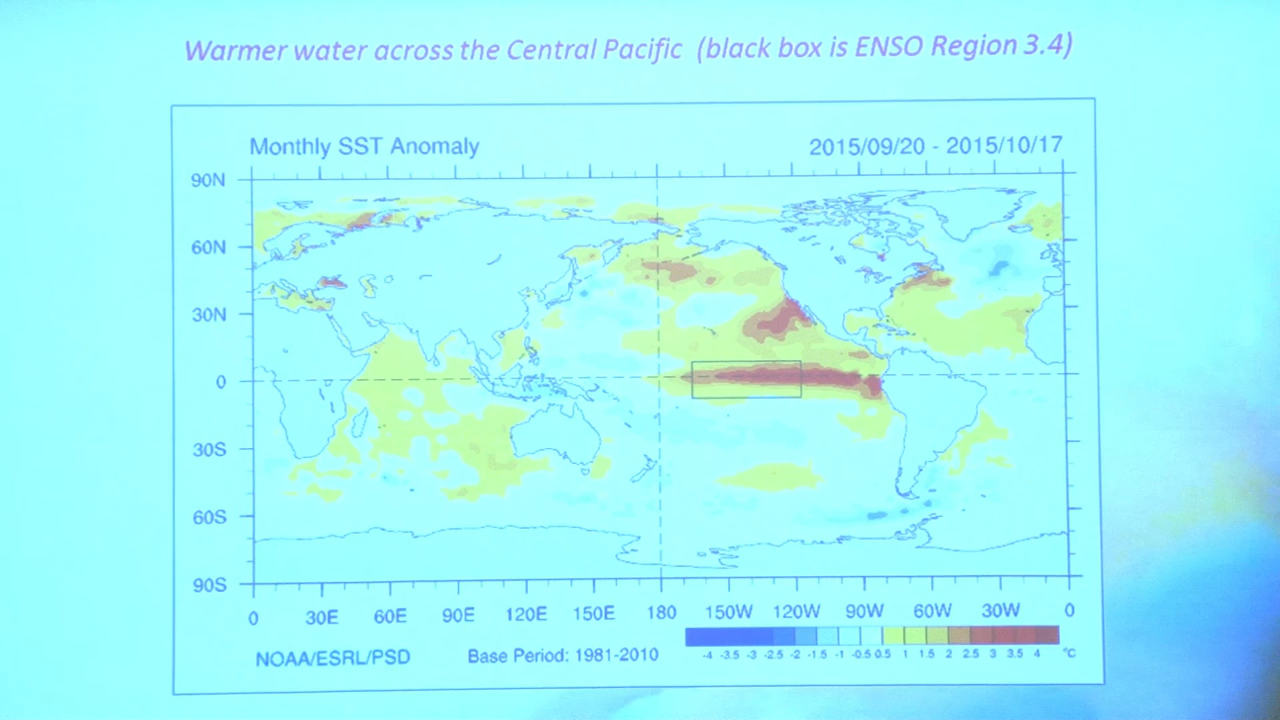 Warmer water across the Central Pacific (black box is ENSO Region 3.4)
Monthly SST Anomaly 2015/09/20 - 2015/10/17
90N
60N
30N
0
30S
60S
90S
0 30E 60E 90E 120E 150E 180 150W 120W 90W 60W 30W 0
-4 -3.5 -3 -2.5 -2 -1.5 -1 -0.5 0.5 1 1.5 2 2.5 3 3.5 4 °C
NOAA/ESRL/PSD Base Period: 1981-2010